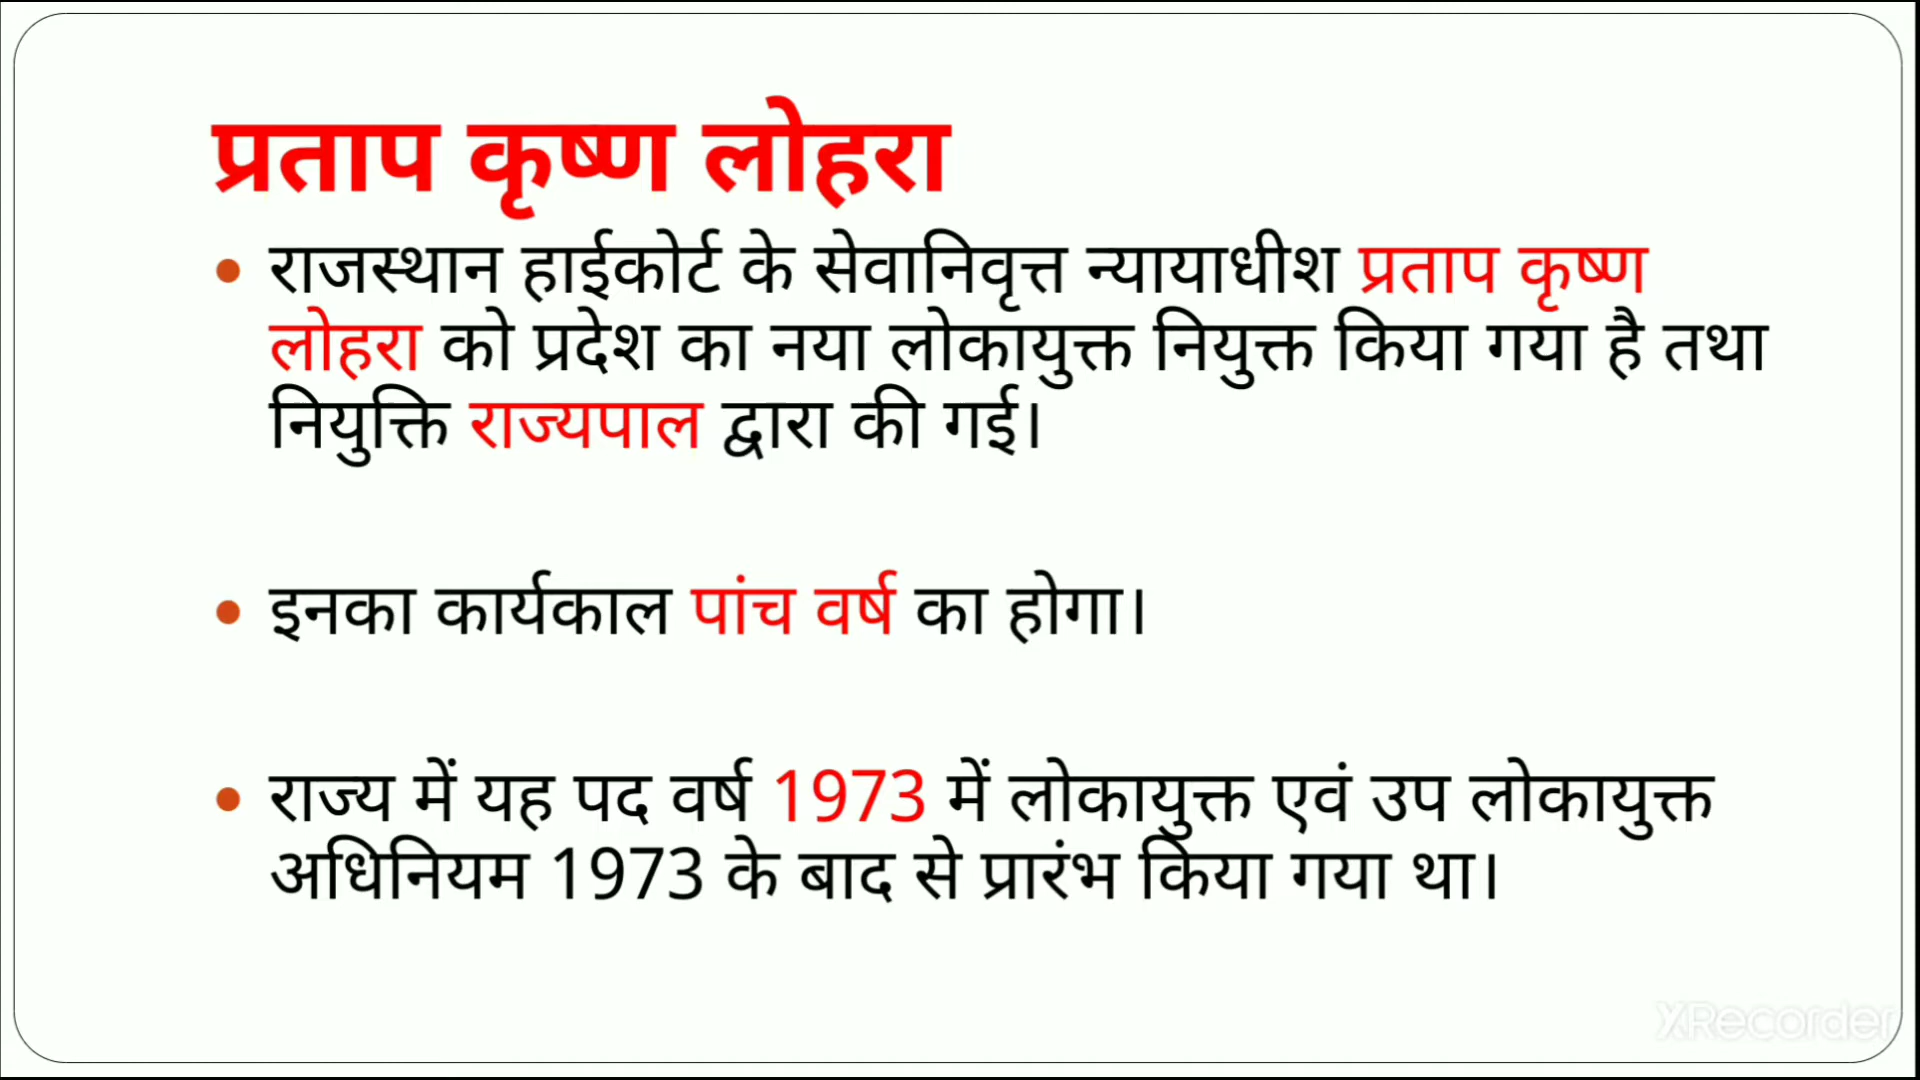 प्रताप कृष्ण लोहरा
• राजस्थान हाईकोर्ट के सेवानिवृत्त न्यायाधीश प्रताप कृष्ण
लोहरा को प्रदेश का नया लोकायुक्त नियुक्त किया गया है तथा
नियुक्ति राज्यपाल द्वारा की गई।
• इनका कार्यकाल पांच वर्ष का होगा।
• राज्य में यह पद वर्ष 1973 में लोकायुक्त एवं उप लोकायुक्त
अधिनियम 1973 के बाद से प्रारंभ किया गया था।
XRecorder